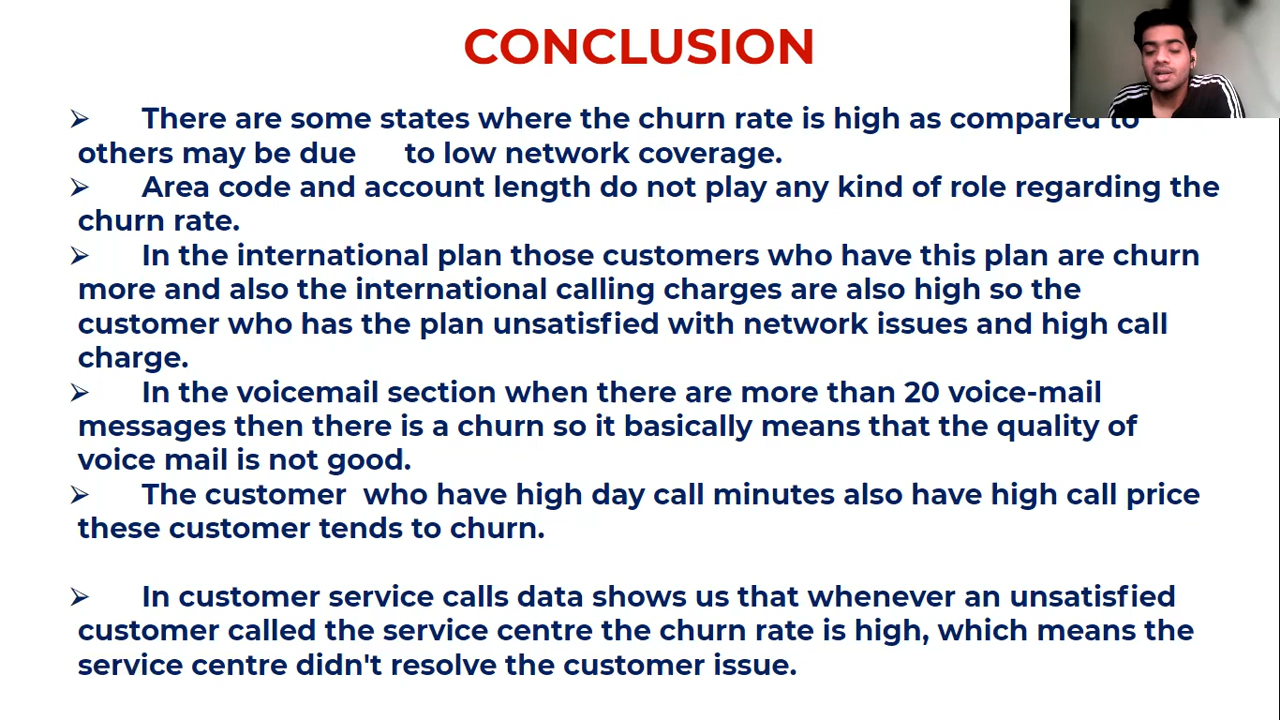 CONCLUSION
➢ There are some states where the churn rate is high as compared to
others may be due to low network coverage.
➢ Area code and account length do not play any kind of role regarding the
churn rate.
➢ In the international plan those customers who have this plan are churn
more and also the international calling charges are also high so the
customer who has the plan unsatisfied with network issues and high call
charge.
➢ In the voicemail section when there are more than 20 voice-mail
messages then there is a churn so it basically means that the quality of
voice mail is not good.
➢ The customer who have high day call minutes also have high call price
these customer tends to churn.
➢ In customer service calls data shows us that whenever an unsatisfied
customer called the service centre the churn rate is high, which means the
service centre didn't resolve the customer issue.